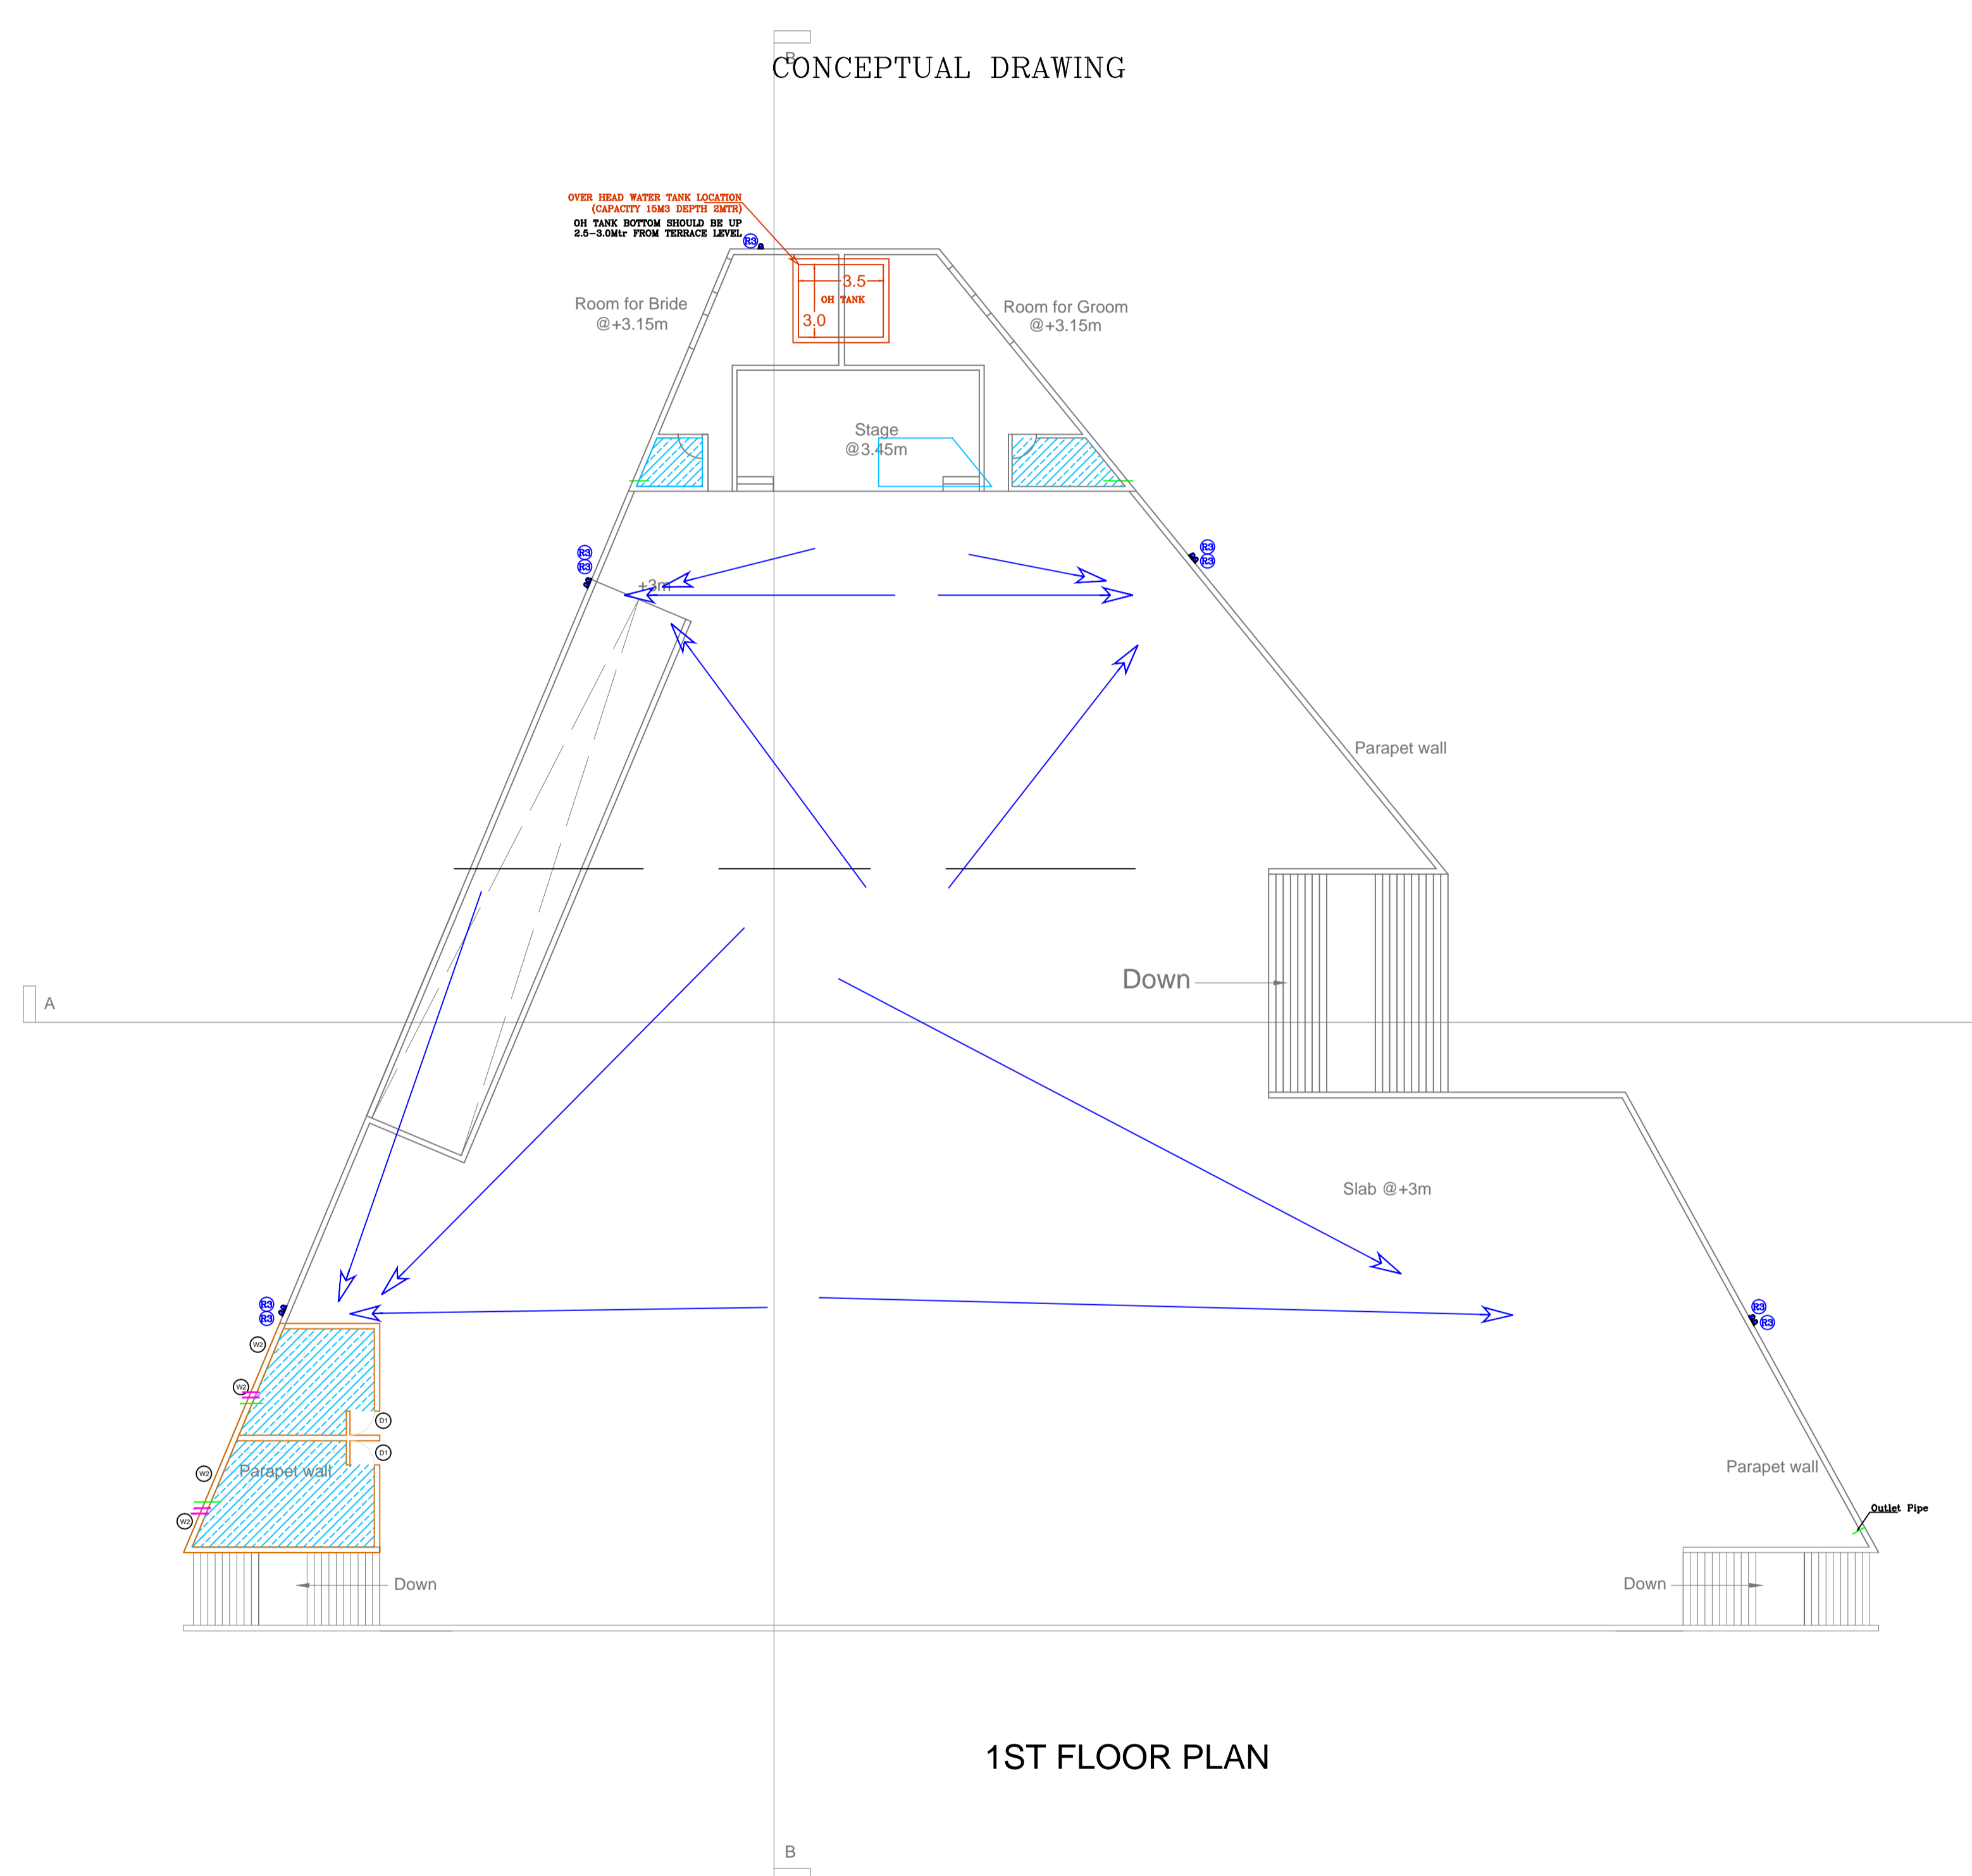 B
CONCEPTUAL DRAWING
OVER HEAD WATER TANK LOCATION
(CAPACITY 15M3 DEPTH 2MTR)
OH TANK BOTTOM SHOULD BE UP
2.5-3.0Mtr FROM TERRACE LEVEL
R3
3.5
OH TANK
3.0
Room for Bride
@+3.15m
Room for Groom
@+3.15m
Stage
@3.45m
R3
R3
R3
R3
+3m
Parapet wall
Down
A
Slab @+3m
R3
R3
R3
R3
W2
W2
D1
D1
W2
Parapet wall
W2
Parapet wall
Outlet Pipe
Down
Down
1ST FLOOR PLAN
B